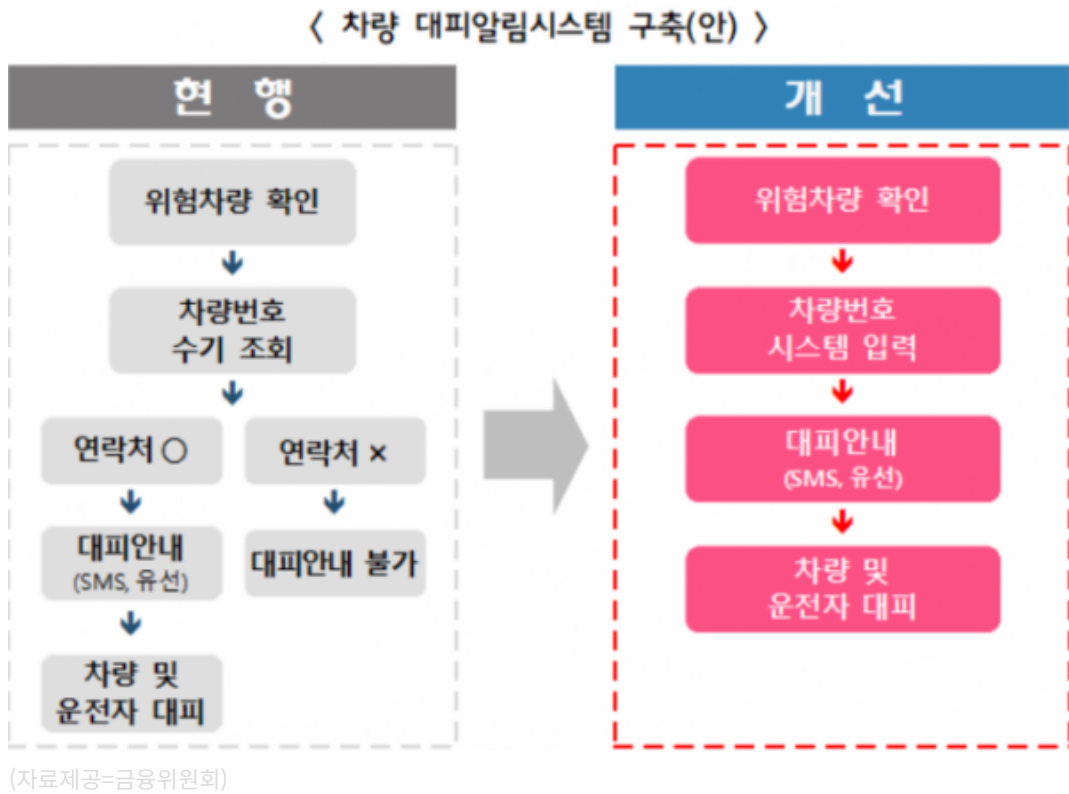 〈 차량 대피알림시스템 구축(안) 〉
현 행
위험차량 확인
차량번호
수기 조회
연락처 ○
연락처 ×
대피안내
(SMS, 유선)
대피안내 불가
차량 및
운전자 대피
개 선
위험차량 확인
차량번호
시스템 입력
대피안내
(SMS, 유선)
차량 및
운전자 대피
(자료제공=금융위원회)